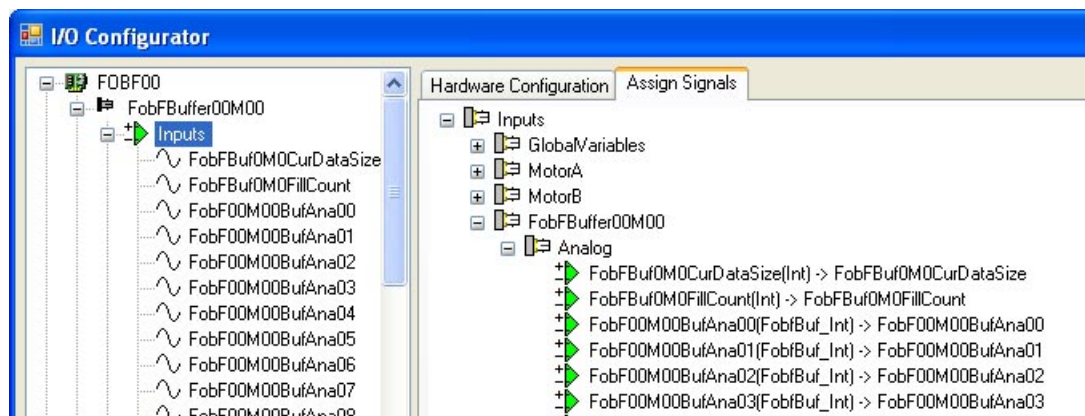 I/O Configurator
FOBF00
FobFBuffer00M00
Inputs
FobFBuf0M0CurDataSize
FobFBuf0M0FillCount
FobF00M00BufAna00
FobF00M00BufAna01
FobF00M00BufAna02
FobF00M00BufAna03
FobF00M00BufAna04
FobF00M00BufAna05
FobF00M00BufAna06
FobF00M00BufAna07
FobF00M00BufAna08
Hardware Configuration Assign Signals
Inputs
GlobalVariables
MotorA
MotorB
FobFBuffer00M00
Analog
FobFBuf0M0CurDataSize(Int) -> FobFBuf0M0CurDataSize
FobFBuf0M0FillCount(Int) -> FobFBuf0M0FillCount
FobF00M00BufAna00(FobfBuf_Int) -> FobF00M00BufAna00
FobF00M00BufAna01(FobfBuf_Int) -> FobF00M00BufAna01
FobF00M00BufAna02(FobfBuf_Int) -> FobF00M00BufAna02
FobF00M00BufAna03(FobfBuf_Int) -> FobF00M00BufAna03